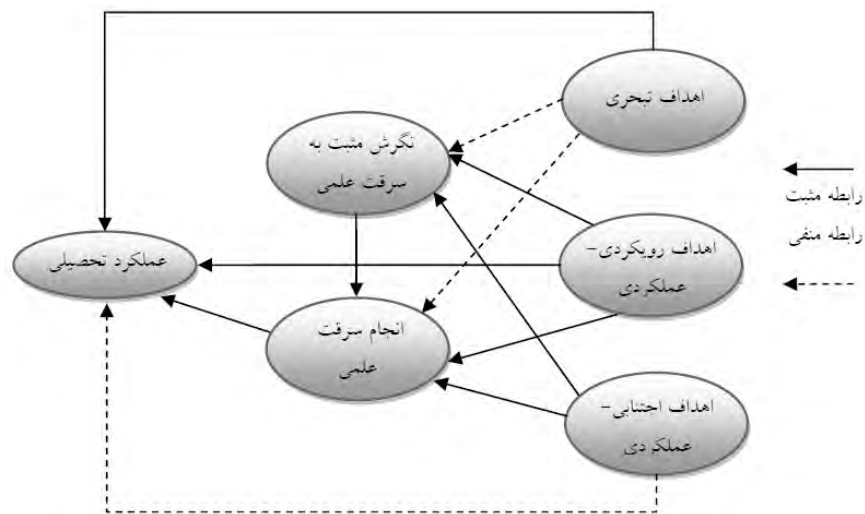 اهداف تبحری
نگرش مثبت به
سرقت علمی
رابطه مثبت
رابطه منفی
اهداف رویکردی-
عملکردی
عملکرد تحصیلی
انجام سرقت
علمی
اهداف اجتنابی-
عملکردی